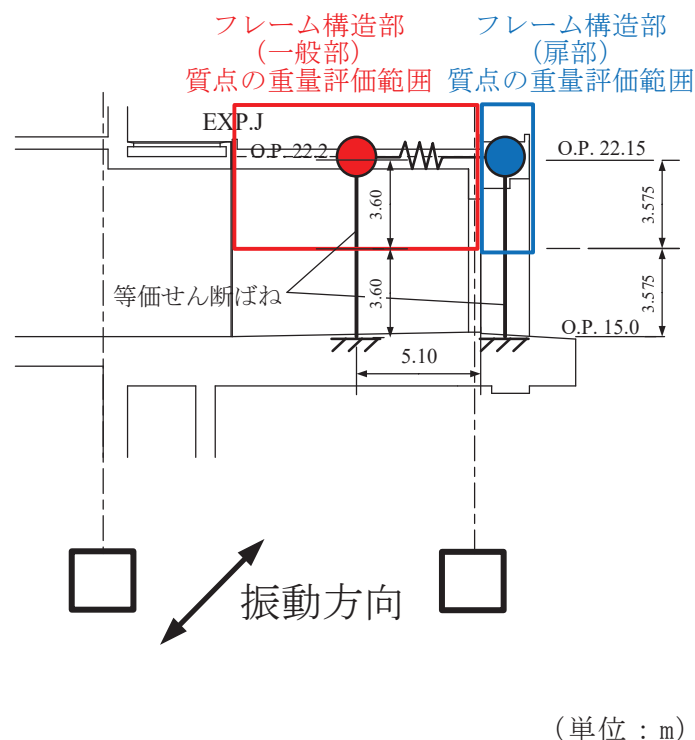 フレーム構造部
（一般部）
質点の重量評価範囲
フレーム構造部
（扉部）
質点の重量評価範囲
EXP.J
O.P. 22.2
O.P. 22.15
3.60
3.575
等価せん断ばね
3.60
3.575
O.P. 15.0
5.10
振動方向
（単位：m）